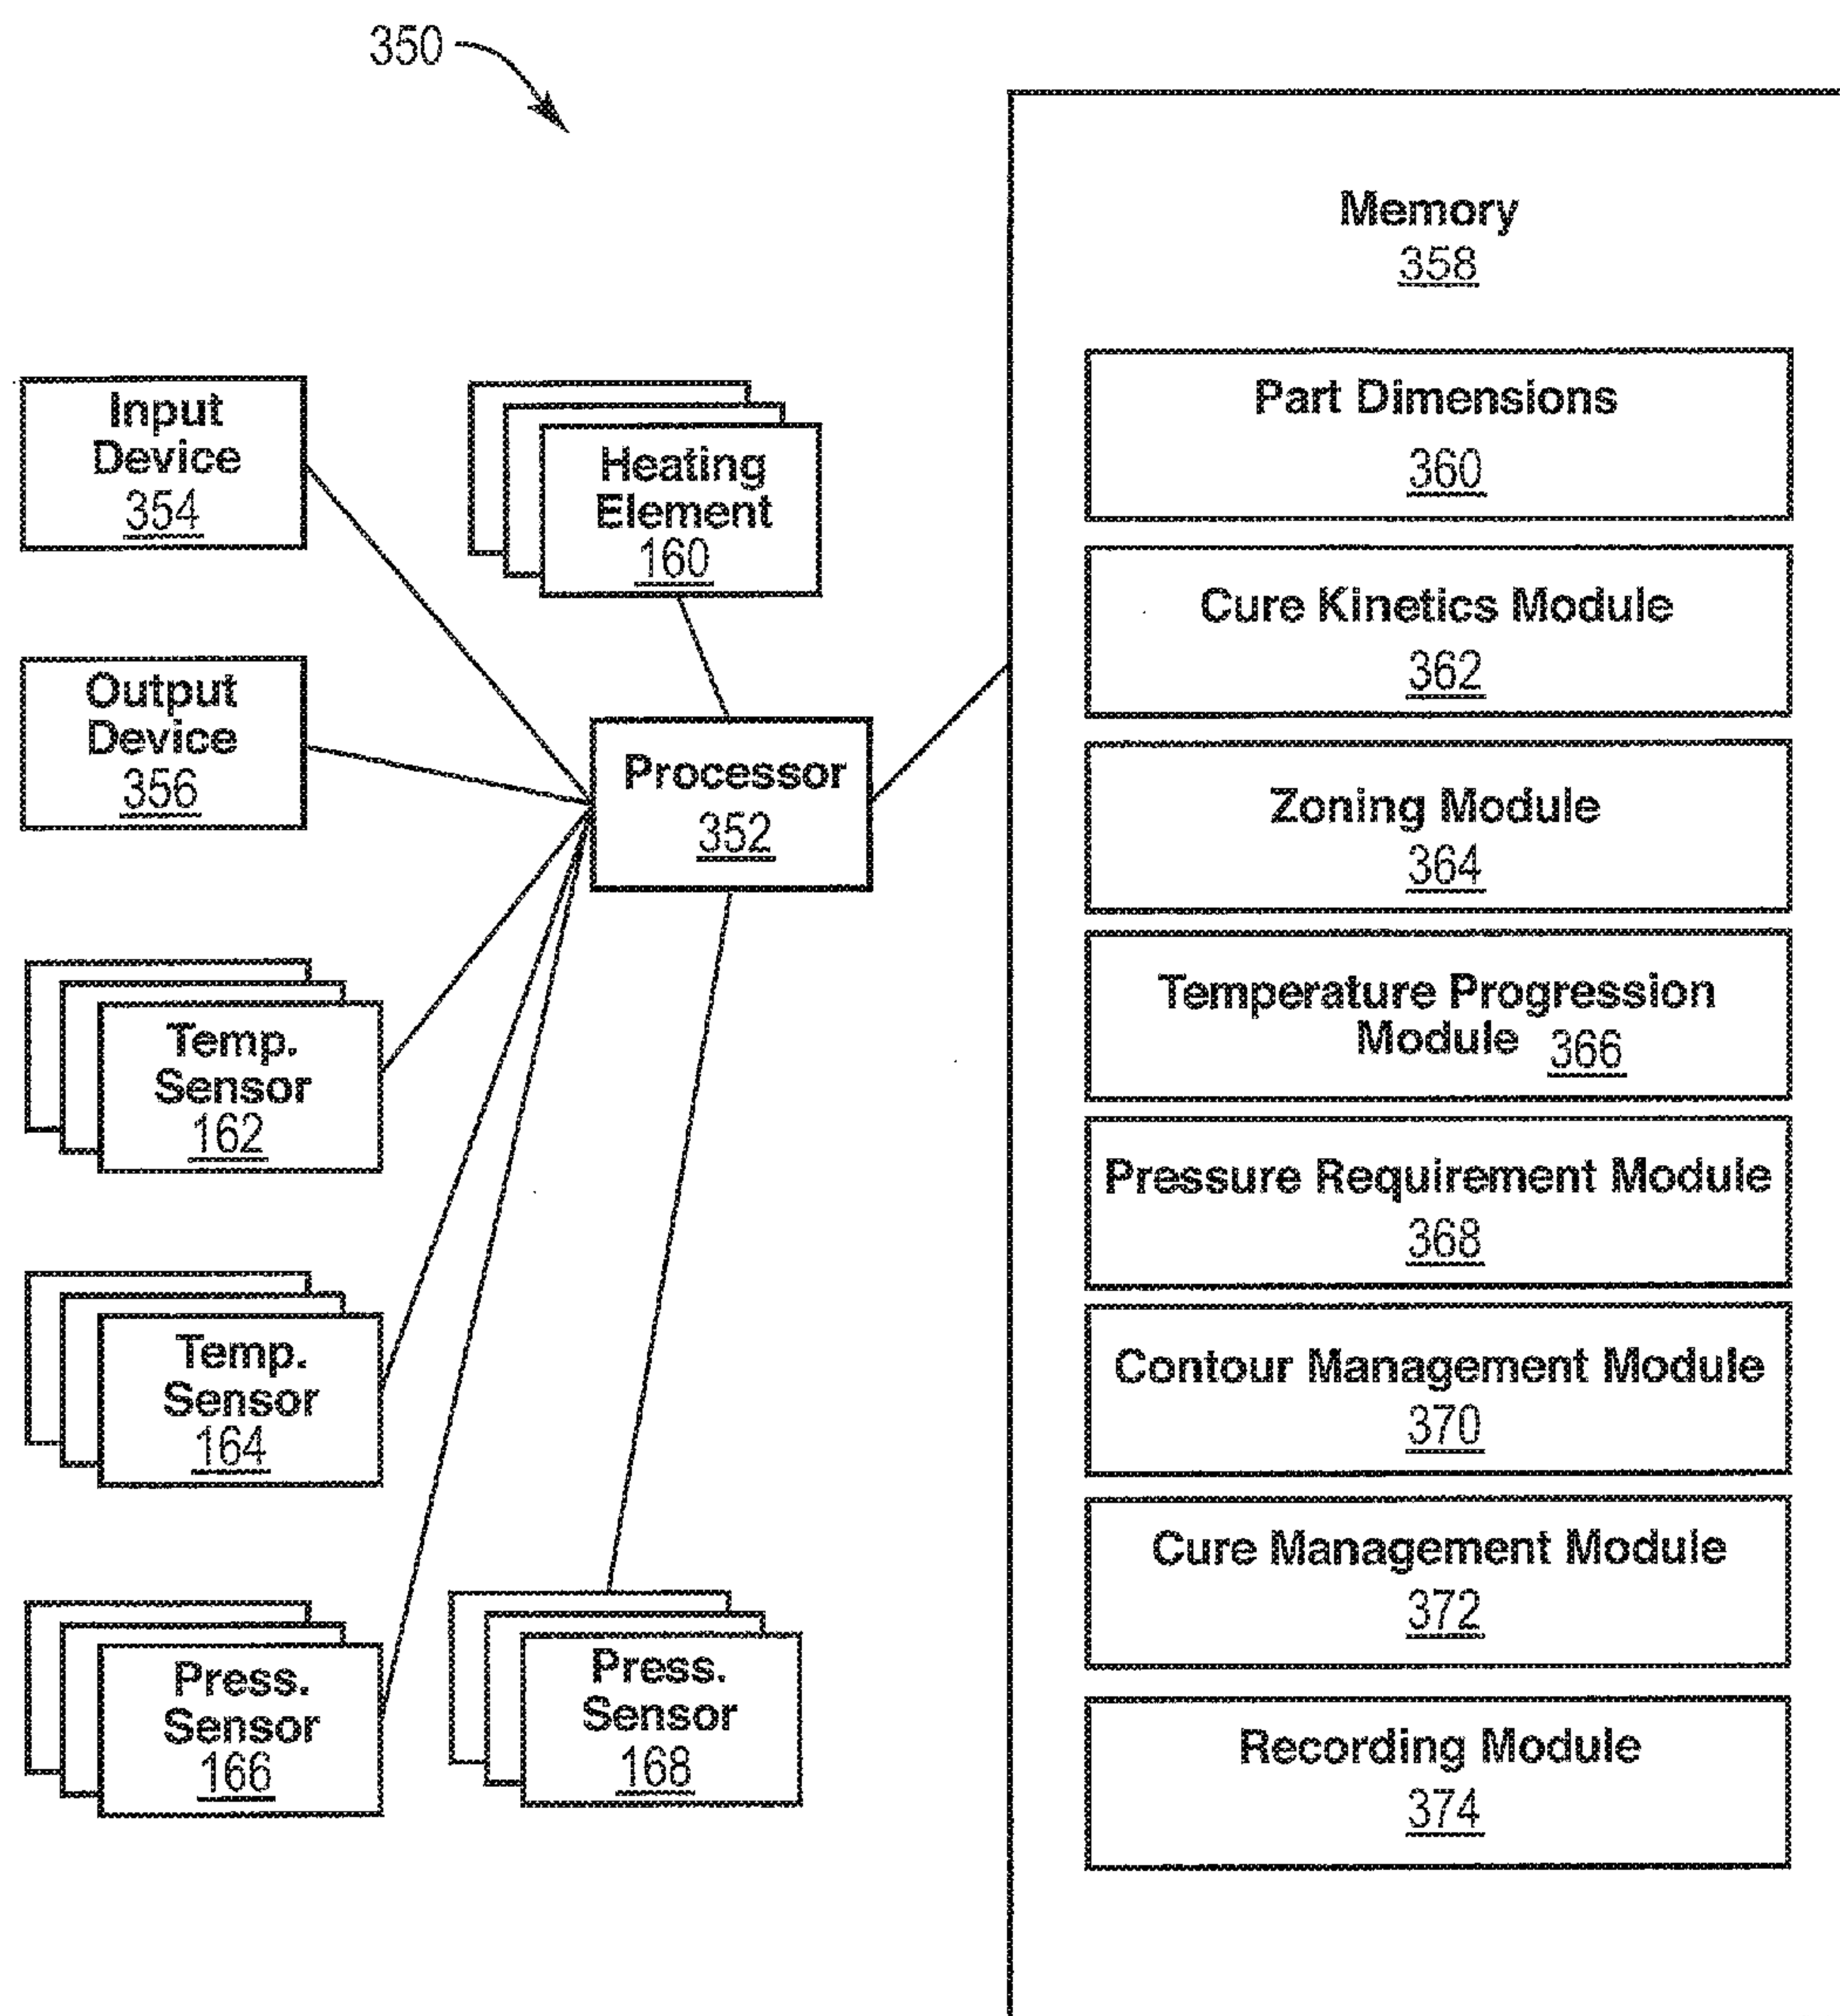 350
Memory
358
Input
Device
354
Heating
Element
160
Output
Device
356
Processor
352
Temp.
Sensor
162
Temp.
Sensor
164
Press.
Sensor
166
Press.
Sensor
168
Part Dimensions
360
Cure Kinetics Module
362
Zoning Module
364
Temperature Progression
Module 366
Pressure Requirement Module
368
Contour Management Module
370
Cure Management Module
372
Recording Module
374